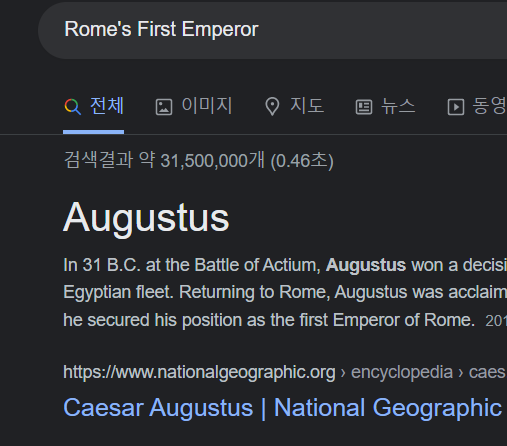 Rome's First Emperor
전체 이미지 지도 뉴스 동영
검색결과 약 31,500,000개 (0.46초)
Augustus
In 31 B.C. at the Battle of Actium, Augustus won a decisi
Egyptian fleet. Returning to Rome, Augustus was acclaim
he secured his position as the first Emperor of Rome. 201
https://www.nationalgeographic.org › encyclopedia › caes
Caesar Augustus | National Geographic